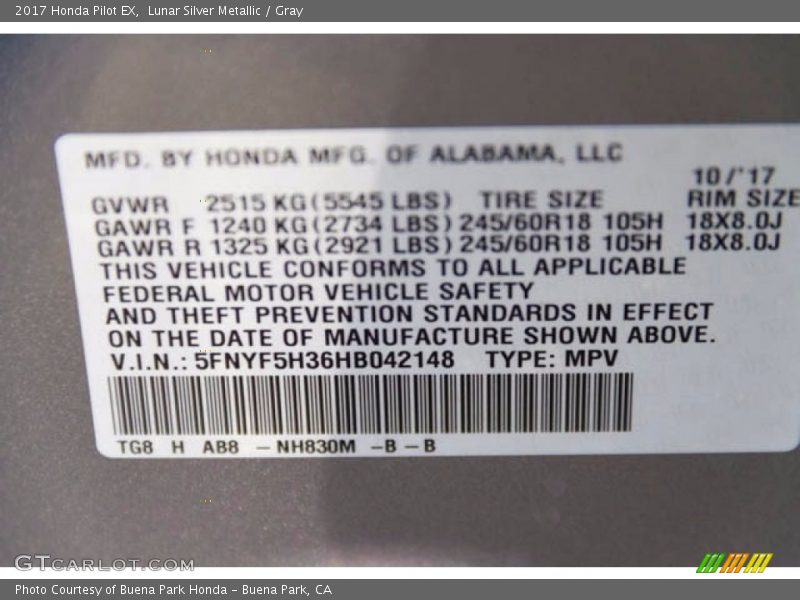 2017 Honda Pilot EX,  Lunar Silver Metallic / Gray
MFD. BY HONDA MFG. OF ALABAMA, LLC
10/'17
GVWR 2515 KG(5545 LBS) TIRE SIZE RIM SIZE
GAWR F 1240 KG(2734 LBS)245/60R18 105H 18X8.0J
GAWR R 1325 KG(2921 LBS)245/60R18 105H 18X8.0J
THIS VEHICLE CONFORMS TO ALL APPLICABLE
FEDERAL MOTOR VEHICLE SAFETY
AND THEFT PREVENTION STANDARDS IN EFFECT
ON THE DATE OF MANUFACTURE SHOWN ABOVE.
V.I.N.: 5FNYF5H36HB042148 TYPE: MPV
TG8 H AB8 – NH830M –B – B
GTCARLOT.COM
Photo Courtesy of Buena Park Honda – Buena Park, CA